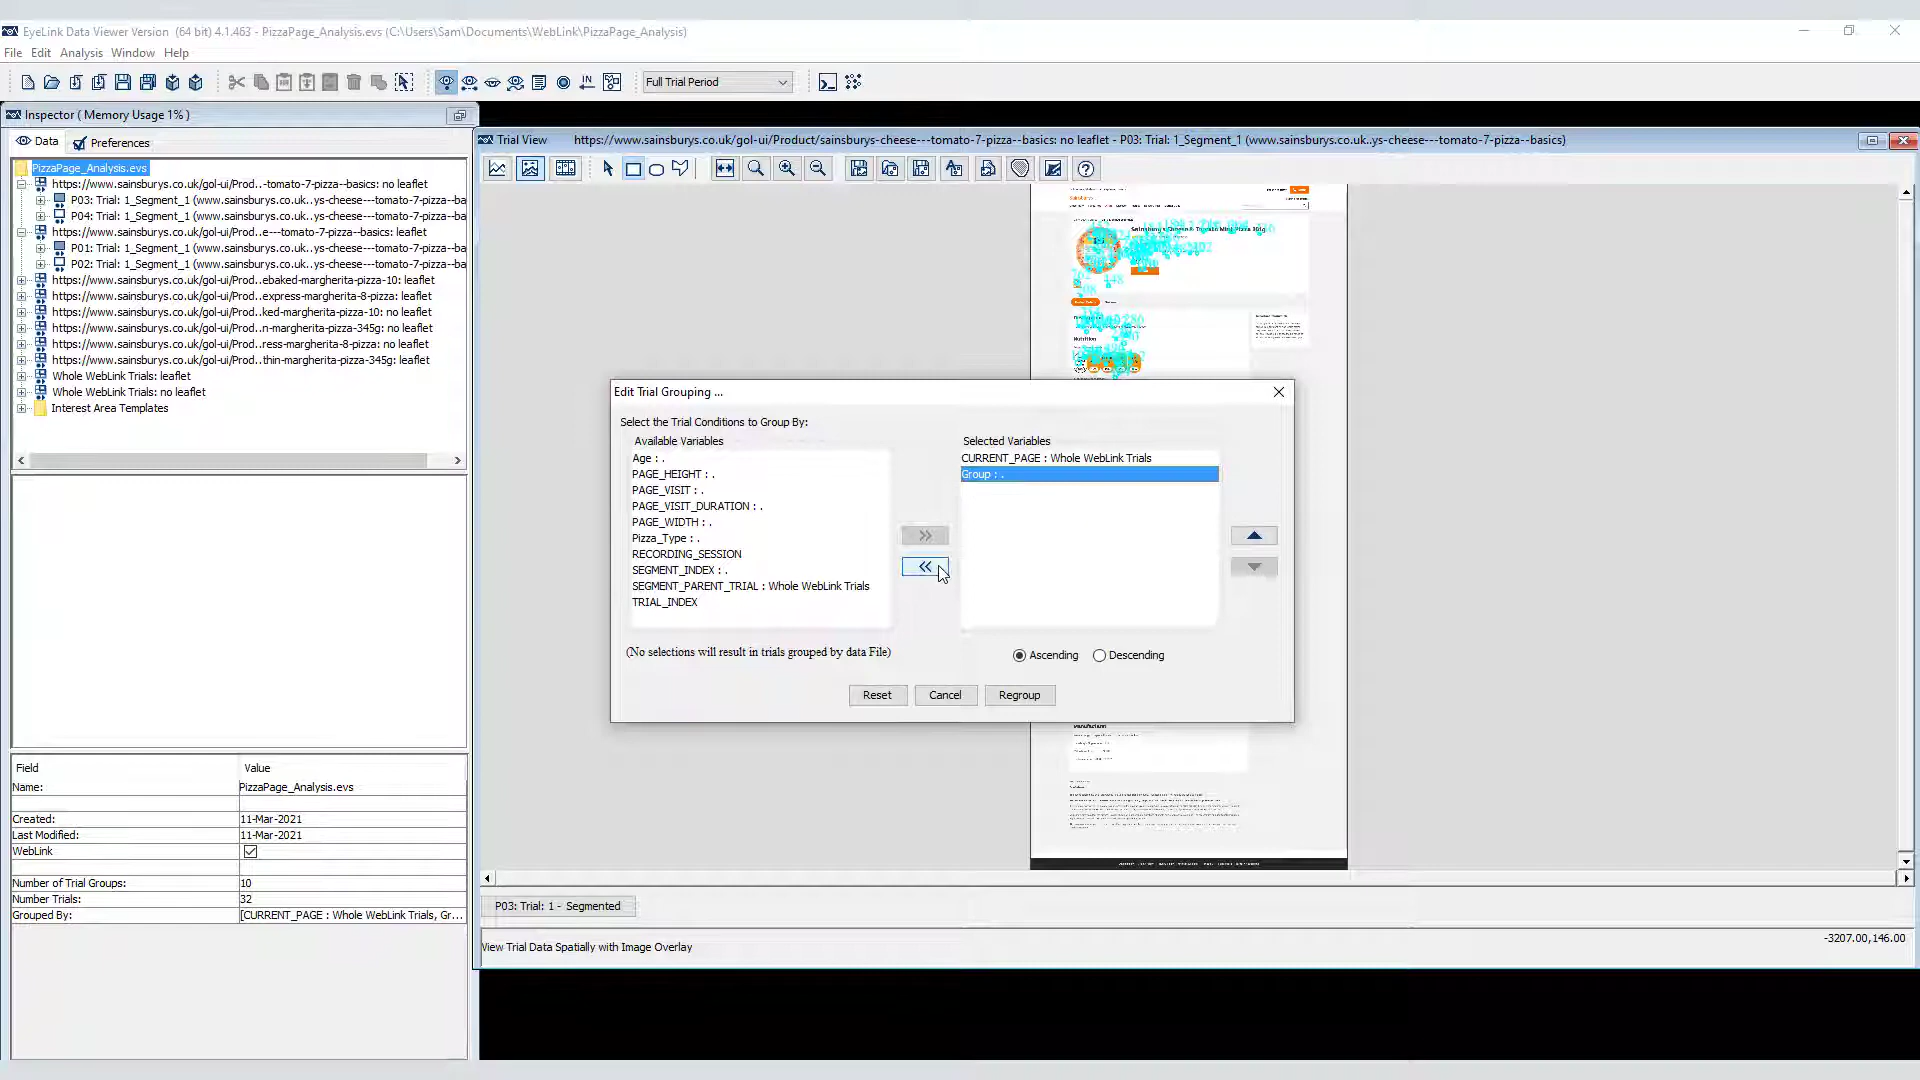 EyeLink Data Viewer Version (64 bit) 4.1.463 - PizzaPage_Analysis.evs (C:\Users\Sam\Documents\WebLink\PizzaPage_Analysis)
File Edit Analysis Window Help
IN
Full Trial Period
Inspector ( Memory Usage 1% )
Data Preferences
PizzaPage_Analysis.evs
https://www.sainsburys.co.uk/gol-ui/Prod..-tomato-7-pizza--basics: no leaflet
P03: Trial: 1_Segment_1 (www.sainsburys.co.uk..ys-cheese---tomato-7-pizza--ba
P04: Trial: 1_Segment_1 (www.sainsburys.co.uk..ys-cheese---tomato-7-pizza--ba
https://www.sainsburys.co.uk/gol-ui/Prod..e---tomato-7-pizza--basics: leaflet
P01: Trial: 1_Segment_1 (www.sainsburys.co.uk..ys-cheese---tomato-7-pizza--ba
P02: Trial: 1_Segment_1 (www.sainsburys.co.uk..ys-cheese---tomato-7-pizza--ba
https://www.sainsburys.co.uk/gol-ui/Prod..ebaked-margherita-pizza-10: leaflet
https://www.sainsburys.co.uk/gol-ui/Prod..express-margherita-8-pizza: leaflet
https://www.sainsburys.co.uk/gol-ui/Prod..ked-margherita-pizza-10: no leaflet
https://www.sainsburys.co.uk/gol-ui/Prod..n-margherita-pizza-345g: no leaflet
https://www.sainsburys.co.uk/gol-ui/Prod..ress-margherita-8-pizza: no leaflet
https://www.sainsburys.co.uk/gol-ui/Prod..thin-margherita-pizza-345g: leaflet
Whole WebLink Trials: leaflet
Whole WebLink Trials: no leaflet
Interest Area Templates
Field Value
Name: PizzaPage_Analysis.evs
Created: 11-Mar-2021
Last Modified: 11-Mar-2021
WebLink
Number of Trial Groups: 10
Number Trials: 32
Grouped By: [CURRENT_PAGE : Whole WebLink Trials, Gr...
Trial View https://www.sainsburys.co.uk/gol-ui/Product/sainsburys-cheese---tomato-7-pizza--basics: no leaflet - P03: Trial: 1_Segment_1 (www.sainsburys.co.uk..ys-cheese---tomato-7-pizza--basics)
Nutrition
Edit Trial Grouping ...
Select the Trial Conditions to Group By:
Available Variables
Age : .
PAGE_HEIGHT : .
PAGE_VISIT : .
PAGE_VISIT_DURATION : .
PAGE_WIDTH : .
Pizza_Type : .
RECORDING_SESSION
SEGMENT_INDEX : .
SEGMENT_PARENT_TRIAL : Whole WebLink Trials
TRIAL_INDEX
Selected Variables
CURRENT_PAGE : Whole WebLink Trials
Group : .
(No selections will result in trials grouped by data File)
Ascending Descending
Reset Cancel Regroup
P03: Trial: 1 - Segmented
View Trial Data Spatially with Image Overlay
-3207.00,146.00